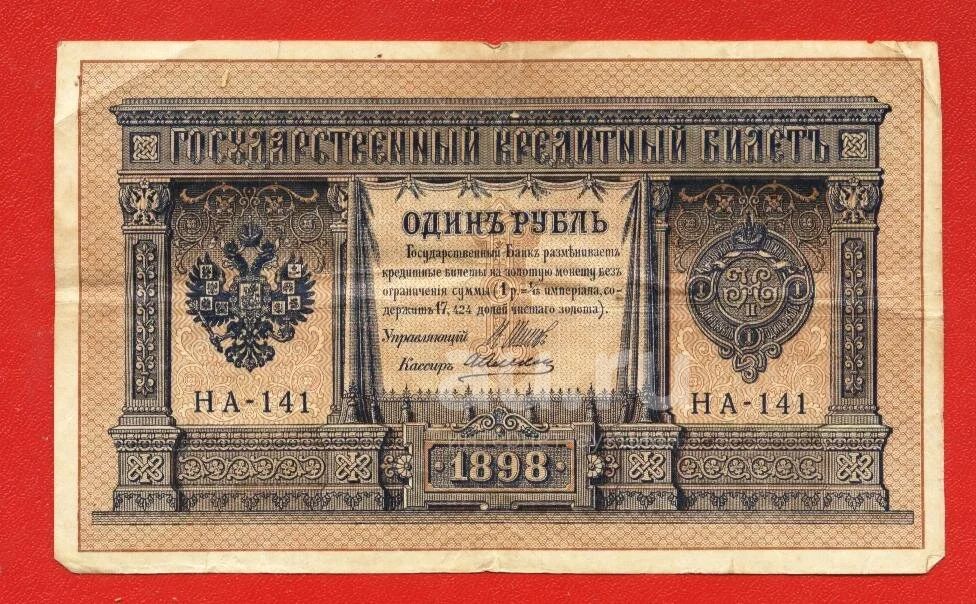 ГОСУДАРСТВЕННЫЙ КРЕДИТНЫЙ БИЛЕТЪ
ОДИНЪ РУБЛЬ
Государственный Банкъ размѣниваетъ
кредитные билеты на золотую монету безъ
ограниченія суммы (1 р. = 1/15 имперіала, со-
держитъ 17,424 долей чистаго золота).
Управляющій
Кассиръ
НА-141
НА-141
1898